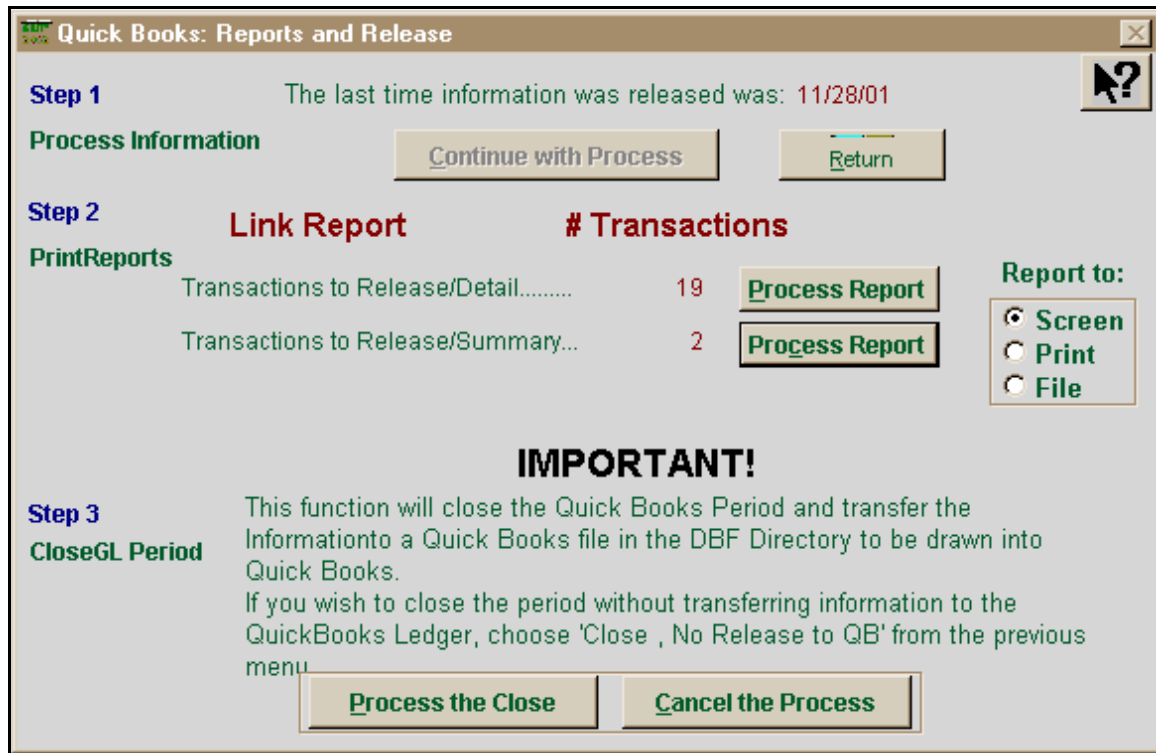 Quick Books: Reports and Release
Step 1
The last time information was released was: 11/28/01
Process Information
Continue with Process
Return
Step 2
Link Report # Transactions
PrintReports
Report to:
Transactions to Release/Detail......... 19 Process Report
Screen
Transactions to Release/Summary... 2 Process Report
Print
File
IMPORTANT!
Step 3
CloseGL Period
This function will close the Quick Books Period and transfer the
Informationto a Quick Books file in the DBF Directory to be drawn into
Quick Books.
If you wish to close the period without transferring information to the
QuickBooks Ledger, choose 'Close , No Release to QB' from the previous
menu
Process the Close
Cancel the Process